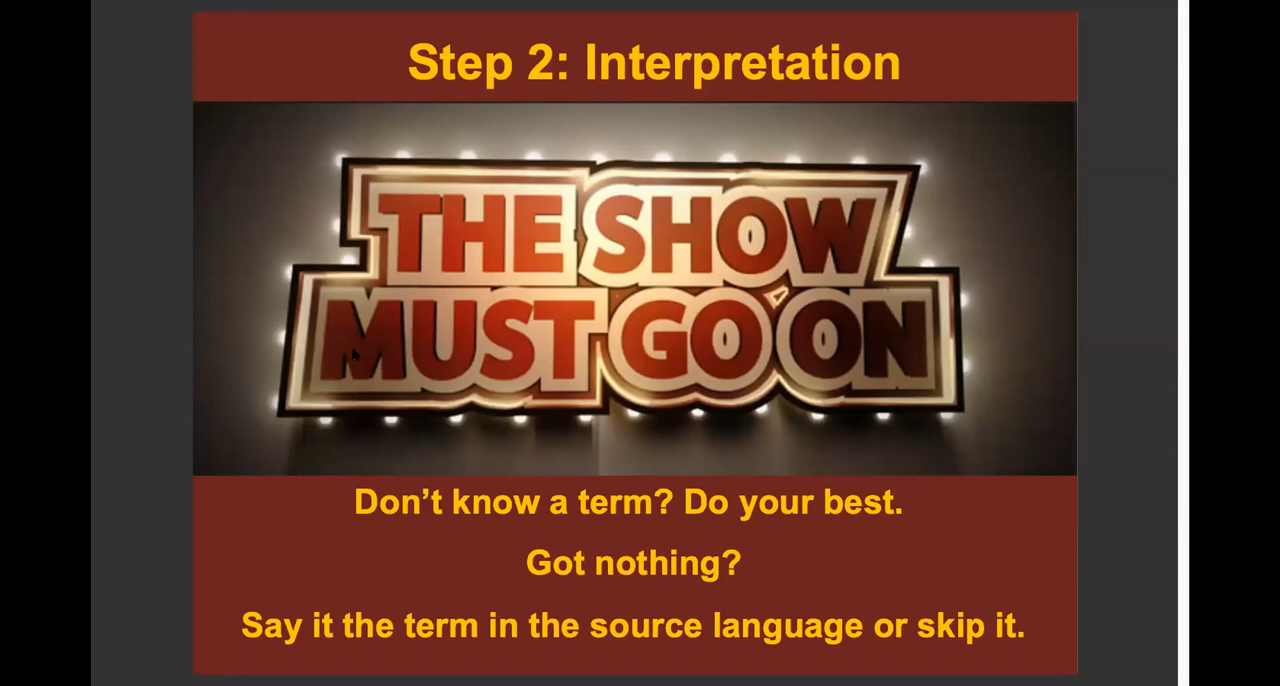 Step 2: Interpretation
THE SHOW
MUST GO ON
Don’t know a term? Do your best.
Got nothing?
Say it the term in the source language or skip it.